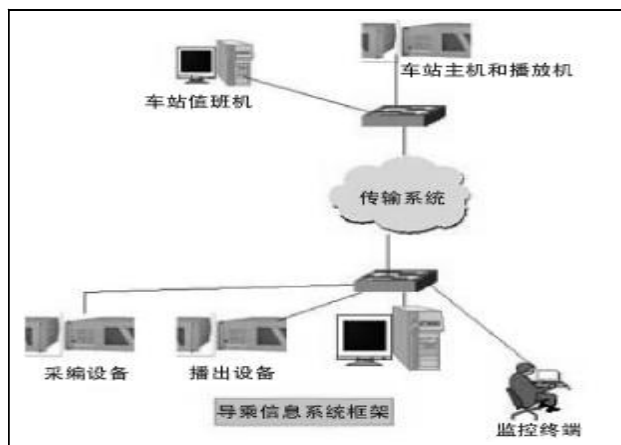 车站主机和播放机
车站值班机
传输系统
采编设备
播出设备
导乘信息系统框架
监控终端